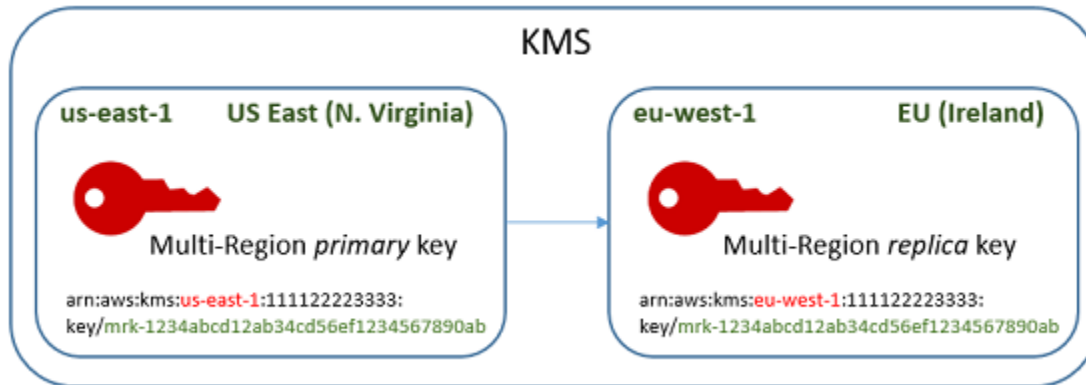 KMS
us-east-1 US East (N. Virginia)
Multi-Region primary key
arn:aws:kms:us-east-1:111122223333:
key/mrk-1234abcd12ab34cd56ef1234567890ab
eu-west-1 EU (Ireland)
Multi-Region replica key
arn:aws:kms:eu-west-1:111122223333:
key/mrk-1234abcd12ab34cd56ef1234567890ab